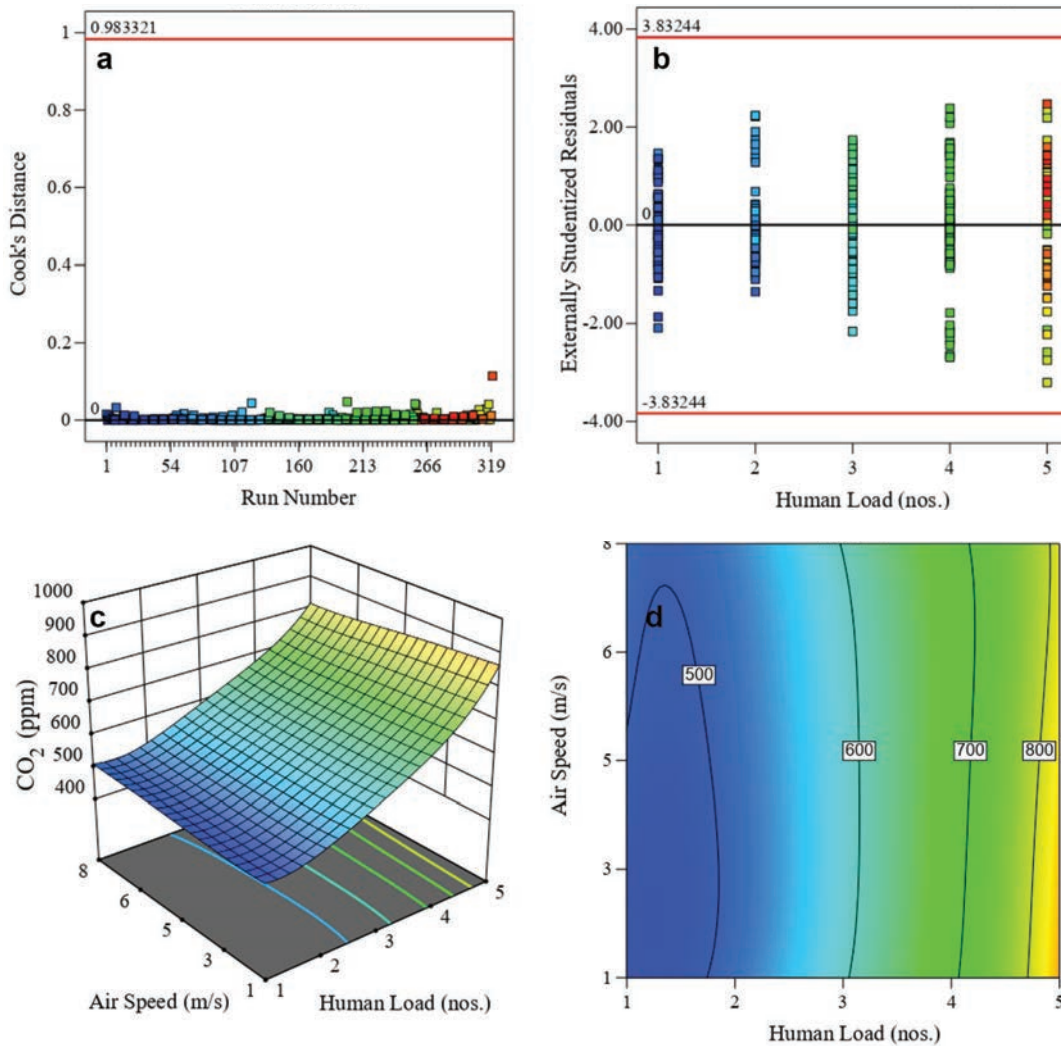 a
0.983321
1
0.8
0.6
0.4
0.2
0
0
Cook's Distance
1 54 107 160 213 266 319
Run Number
b
3.83244
4.00
2.00
0
0.00
-2.00
-3.83244
-4.00
Externally Studentized Residuals
1 2 3 4 5
Human Load (nos.)
c
1000
900
800
700
600
500
400
CO2 (ppm)
8
6
5
3
1
Air Speed (m/s)
1
2
3
4
5
Human Load (nos.)
d
8
6
5
3
1
Air Speed (m/s)
500
600 700 800
1 2 3 4 5
Human Load (nos.)